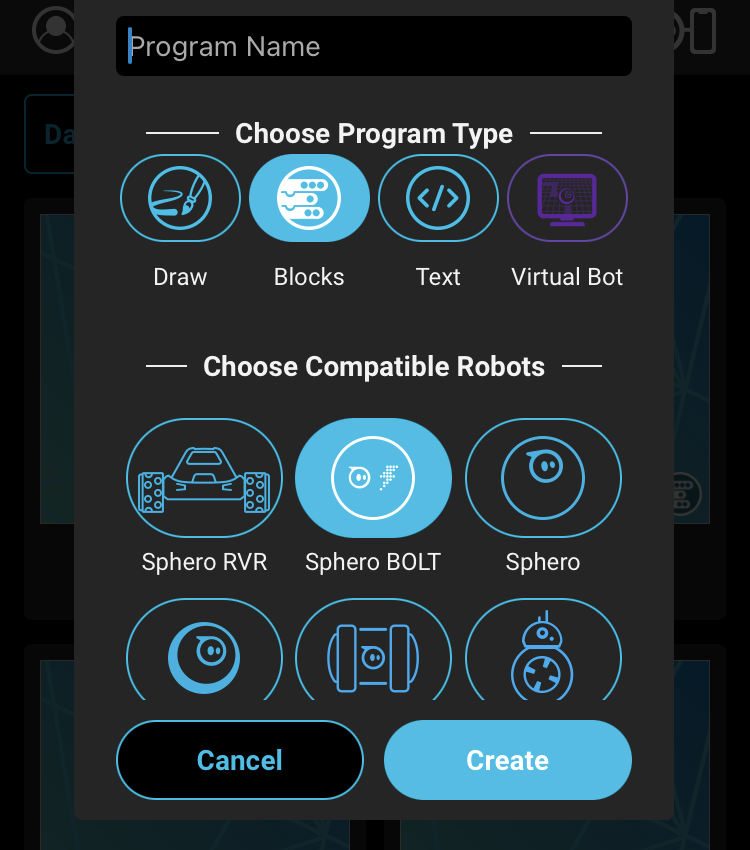 Program Name
Da
Choose Program Type
Draw Blocks Text Virtual Bot
Choose Compatible Robots
Sphero RVR Sphero BOLT Sphero
Cancel Create